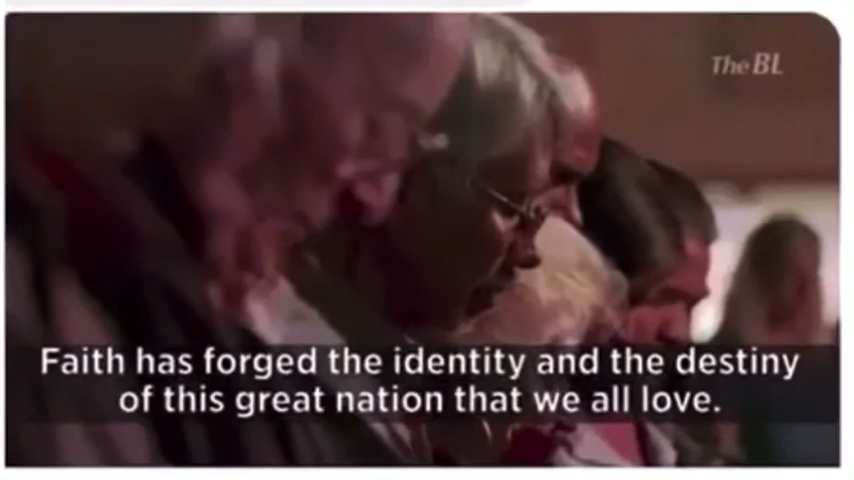 The BL
Faith has forged the identity and the destiny
of this great nation that we all love.